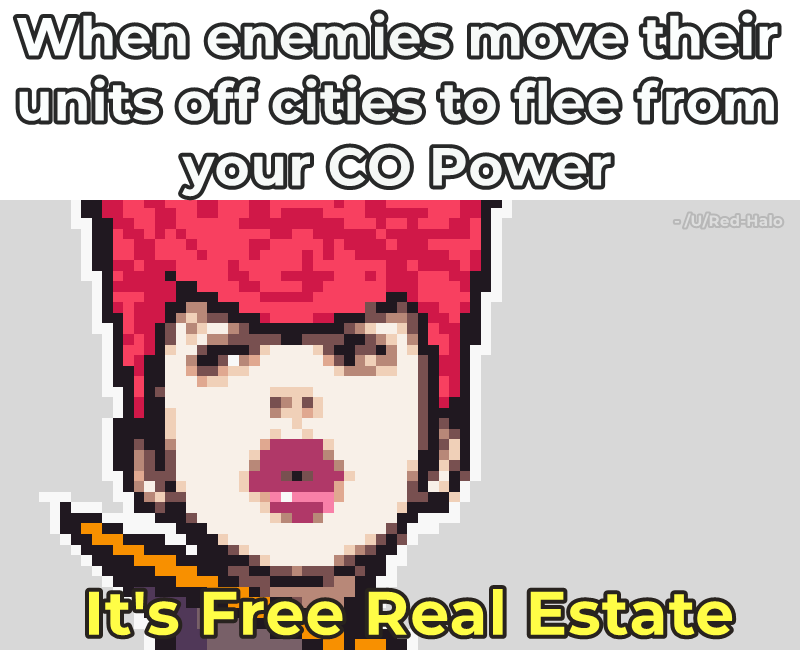 When enemies move their
units off cities to flee from
your CO Power
- /U/Red-Halo
It's Free Real Estate